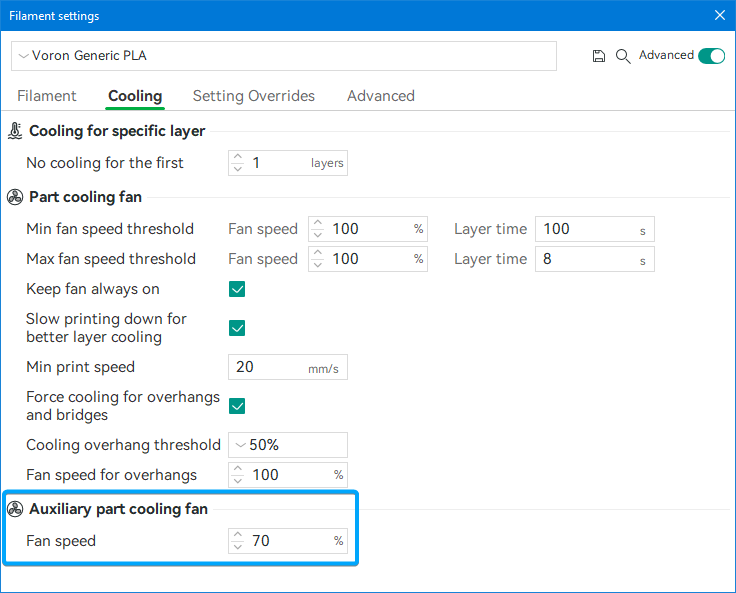 Filament settings
Voron Generic PLA
Advanced
Filament Cooling Setting Overrides Advanced
Cooling for specific layer
No cooling for the first 1 layers
Part cooling fan
Min fan speed threshold Fan speed 100 % Layer time 100 s
Max fan speed threshold Fan speed 100 % Layer time 8 s
Keep fan always on
Slow printing down for
better layer cooling
Min print speed 20 mm/s
Force cooling for overhangs
and bridges
Cooling overhang threshold 50%
Fan speed for overhangs 100 %
Auxiliary part cooling fan
Fan speed 70 %